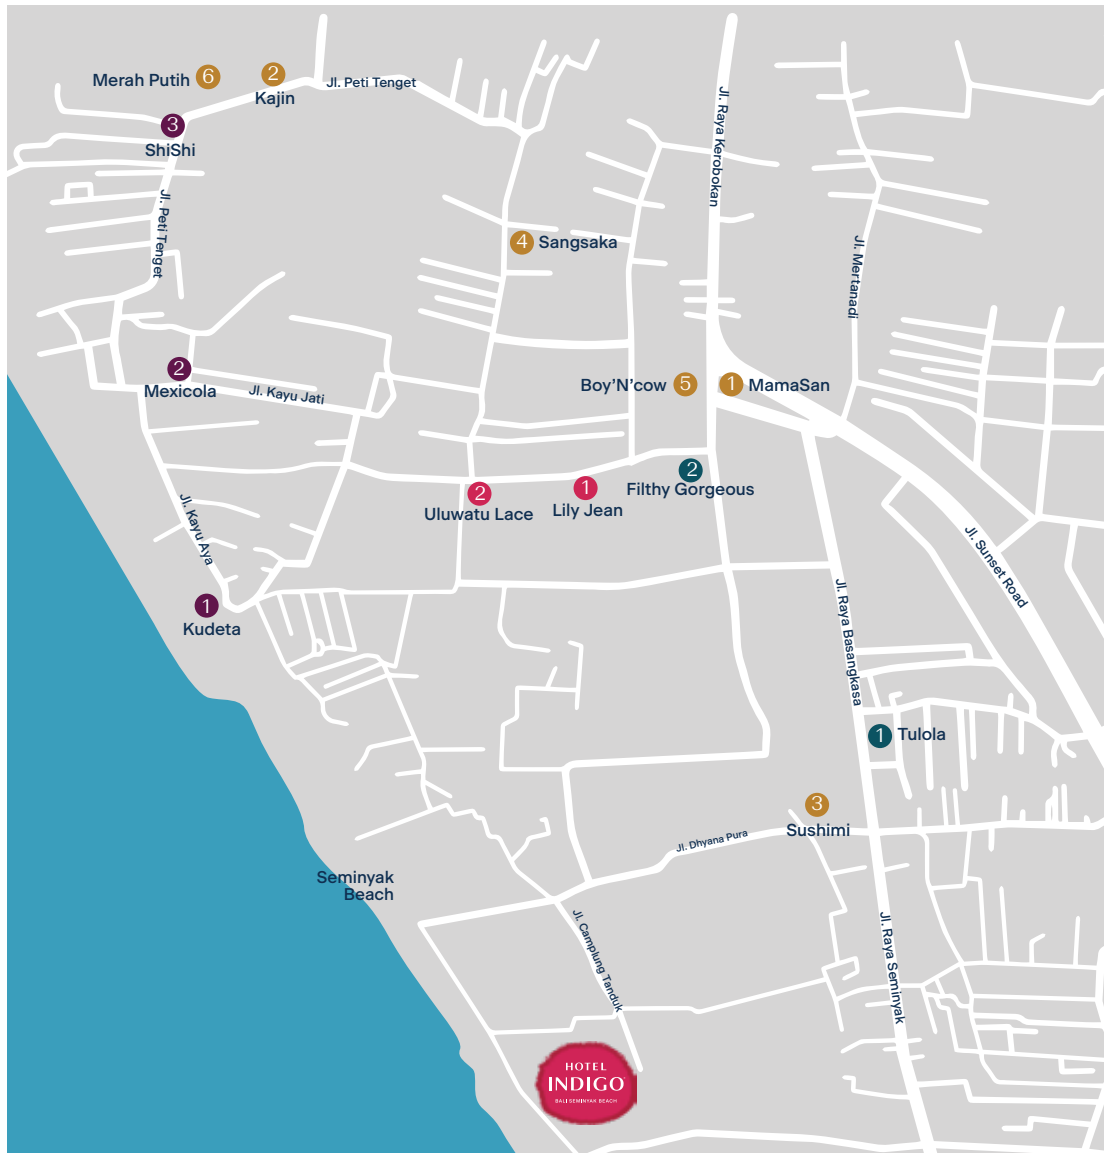 Merah Putih
6
2
Kajin
Jl. Peti Tenget
3
ShiShi
Jl. Peti Tenget
Jl. Raya Kerobokan
4
Sangsaka
Jl. Mertanadi
2
Mexicola
Jl. Kayu Jati
Boy'N'cow
5
1
MamaSan
2
Uluwatu Lace
1
Lily Jean
2
Filthy Gorgeous
Jl. Kayu Aya
Jl. Sunset Road
1
Kudeta
Jl. Raya Basangkasa
1
Tulola
3
Sushimi
Jl. Dhyana Pura
Seminyak
Beach
Jl. Camplung Tanduk
Jl. Raya Seminyak
HOTEL
INDIGO
BALI SEMINYAK BEACH